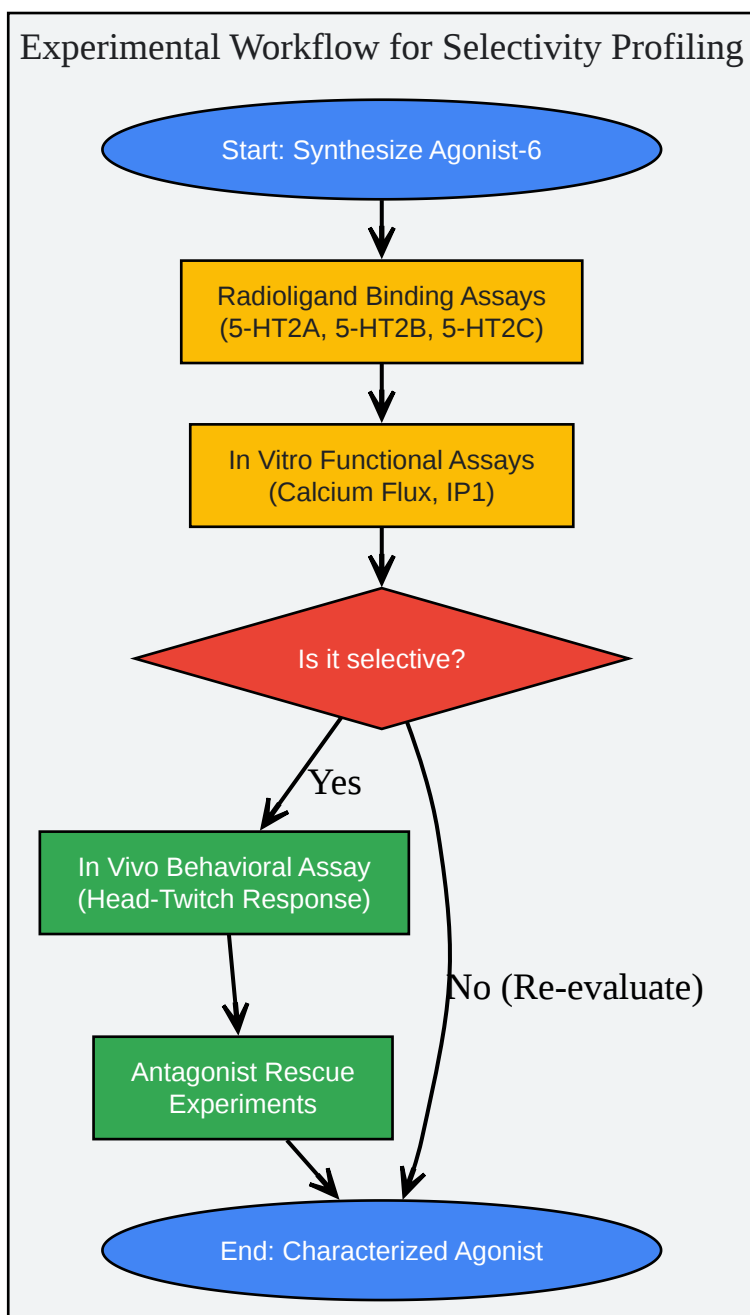 Experimental Workflow for Selectivity Profiling
Start: Synthesize Agonist-6
Radioligand Binding Assays
(5-HT2A, 5-HT2B, 5-HT2C)
In Vitro Functional Assays
(Calcium Flux, IP1)
Is it selective?
Yes
In Vivo Behavioral Assay
(Head-Twitch Response)
No (Re-evaluate)
Antagonist Rescue
Experiments
End: Characterized Agonist